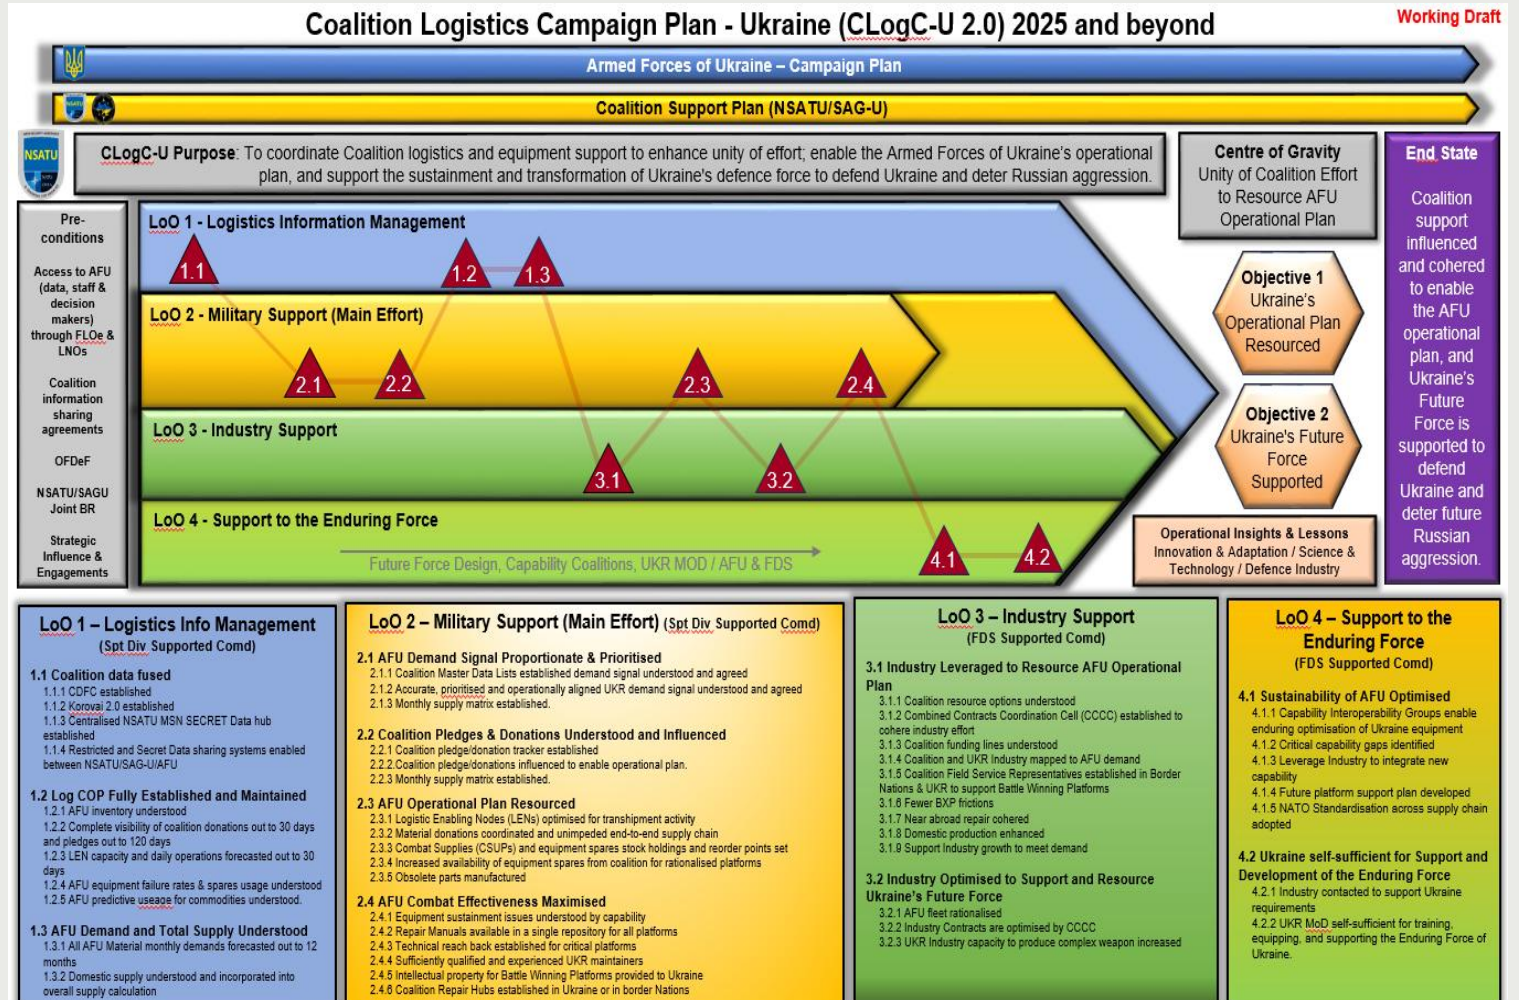 Coalition Logistics Campaign Plan - Ukraine (CLogC-U 2.0) 2025 and beyond
Working Draft
Armed Forces of Ukraine – Campaign Plan
NSATU
Coalition Support Plan (NSATU/SAG-U)
NSATU
CLogC-U Purpose: To coordinate Coalition logistics and equipment support to enhance unity of effort; enable the Armed Forces of Ukraine's operational
plan, and support the sustainment and transformation of Ukraine's defence force to defend Ukraine and deter Russian aggression.
Centre of Gravity
Unity of Coalition Effort
to Resource AFU
Operational Plan
End State
Coalition
support
influenced
and cohered
to enable
the AFU
operational
plan, and
Ukraine's
Future
Force is
supported to
defend
Ukraine and
deter future
Russian
aggression.
Pre-
conditions
Access to AFU
(data, staff &
decision
makers)
through FLOe &
LNOs
Coalition
information
sharing
agreements
OFDeF
NSATU/SAGU
Joint BR
Strategic
Influence &
Engagements
LoO 1 - Logistics Information Management
1.1
1.2
1.3
LoO 2 - Military Support (Main Effort)
2.1
2.2
2.3
2.4
LoO 3 - Industry Support
3.1
3.2
LoO 4 - Support to the Enduring Force
Future Force Design, Capability Coalitions, UKR MOD / AFU & FDS
4.1
4.2
Objective 1
Ukraine's
Operational Plan
Resourced
Objective 2
Ukraine's Future
Force
Supported
Operational Insights & Lessons
Innovation & Adaptation / Science &
Technology / Defence Industry
LoO 1 – Logistics Info Management
(Spt Div Supported Comd)
1.1 Coalition data fused
1.1.1 CDFC established
1.1.2 Korovai 2.0 established
1.1.3 Centralised NSATU MSN SECRET Data hub
established
1.1.4 Restricted and Secret Data sharing systems enabled
between NSATU/SAG-U/AFU
1.2 Log COP Fully Established and Maintained
1.2.1 AFU inventory understood
1.2.2 Complete visibility of coalition donations out to 30 days
and pledges out to 120 days
1.2.3 LEN capacity and daily operations forecasted out to 30
days
1.2.4 AFU equipment failure rates & spares usage understood
1.2.5 AFU predictive useage for commodities understood.
1.3 AFU Demand and Total Supply Understood
1.3.1 All AFU Material monthly demands forecasted out to 12
months
1.3.2 Domestic supply understood and incorporated into
overall supply calculation
LoO 2 – Military Support (Main Effort) (Spt Div Supported Comd)
2.1 AFU Demand Signal Proportionate & Prioritised
2.1.1 Coalition Master Data Lists established demand signal understood and agreed
2.1.2 Accurate, prioritised and operationally aligned UKR demand signal understood and agreed
2.1.3 Monthly supply matrix established.
2.2 Coalition Pledges & Donations Understood and Influenced
2.2.1 Coalition pledge/donation tracker established
2.2.2.Coalition pledge/donations influenced to enable operational plan.
2.2.3 Monthly supply matrix established.
2.3 AFU Operational Plan Resourced
2.3.1 Logistic Enabling Nodes (LENs) optimised for transhipment activity
2.3.2 Material donations coordinated and unimpeded end-to-end supply chain
2.3.3 Combat Supplies (CSUPs) and equipment spares stock holdings and reorder points set
2.3.4 Increased availability of equipment spares from coalition for rationalised platforms
2.3.5 Obsolete parts manufactured
2.4 AFU Combat Effectiveness Maximised
2.4.1 Equipment sustainment issues understood by capability
2.4.2 Repair Manuals available in a single repository for all platforms
2.4.3 Technical reach back established for critical platforms
2.4.4 Sufficiently qualified and experienced UKR maintainers
2.4.5 Intellectual property for Battle Winning Platforms provided to Ukraine
2.4.6 Coalition Repair Hubs established in Ukraine or in border Nations
LoO 3 – Industry Support
(FDS Supported Comd)
3.1 Industry Leveraged to Resource AFU Operational
Plan
3.1.1 Coalition resource options understood
3.1.2 Combined Contracts Coordination Cell (CCCC) established to
cohere industry effort
3.1.3 Coalition funding lines understood
3.1.4 Coalition and UKR Industry mapped to AFU demand
3.1.5 Coalition Field Service Representatives established in Border
Nations & UKR to support Battle Winning Platforms
3.1.6 Fewer BXP frictions
3.1.7 Near abroad repair cohered
3.1.8 Domestic production enhanced
3.1.9 Support Industry growth to meet demand
3.2 Industry Optimised to Support and Resource
Ukraine's Future Force
3.2.1 AFU fleet rationalised
3.2.2 Industry Contracts are optimised by CCCC
3.2.3 UKR Industry capacity to produce complex weapon increased
LoO 4 – Support to the
Enduring Force
(FDS Supported Comd)
4.1 Sustainability of AFU Optimised
4.1.1 Capability Interoperability Groups enable
enduring optimisation of Ukraine equipment
4.1.2 Critical capability gaps identified
4.1.3 Leverage Industry to integrate new
capability
4.1.4 Future platform support plan developed
4.1.5 NATO Standardisation across supply chain
adopted
4.2 Ukraine self-sufficient for Support and
Development of the Enduring Force
4.2.1 Industry contacted to support Ukraine
requirements
4.2.2 UKR MoD self-sufficient for training,
equipping, and supporting the Enduring Force of
Ukraine.